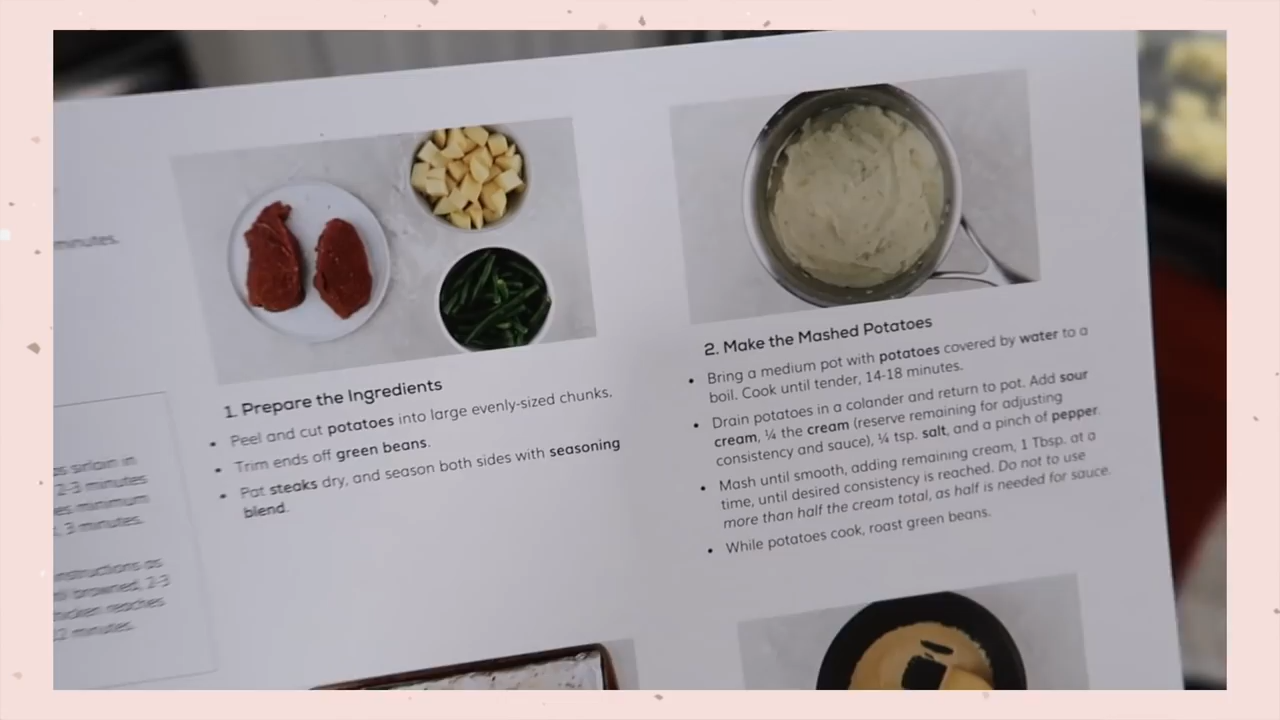 minutes.
1. Prepare the Ingredients
• Peel and cut potatoes into large evenly-sized chunks.
• Trim ends off green beans.
• Pat steaks dry, and season both sides with seasoning
blend.
2. Make the Mashed Potatoes
• Bring a medium pot with potatoes covered by water to a
boil. Cook until tender, 14-18 minutes.
• Drain potatoes in a colander and return to pot. Add sour
cream, ¼ the cream (reserve remaining for adjusting
consistency and sauce), ¼ tsp. salt, and a pinch of pepper.
• Mash until smooth, adding remaining cream, 1 Tbsp. at a
time, until desired consistency is reached. Do not to use
more than half the cream total, as half is needed for sauce.
• While potatoes cook, roast green beans.
sirloin in
2-3 minutes
minimum
3 minutes.
instructions as
browned, 2-3
chicken reaches
12 minutes.